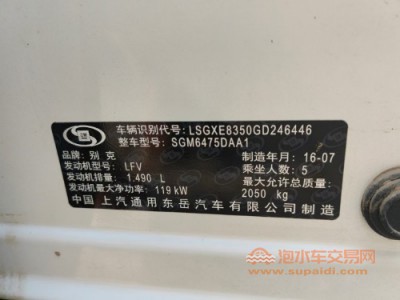 车辆识别代号: LSGXE8350GD246446
整车型号: SGM6475DAA1
品牌: 别克
制造年月: 16-07
发动机型号: LFV
乘坐人数: 5
发动机排量: 1.490 L
最大允许总质量:
发动机最大净功率: 119 kW
2050 kg
中国 上汽通用东岳汽车有限公司制造
泡水车交易网
www.supaidi.com